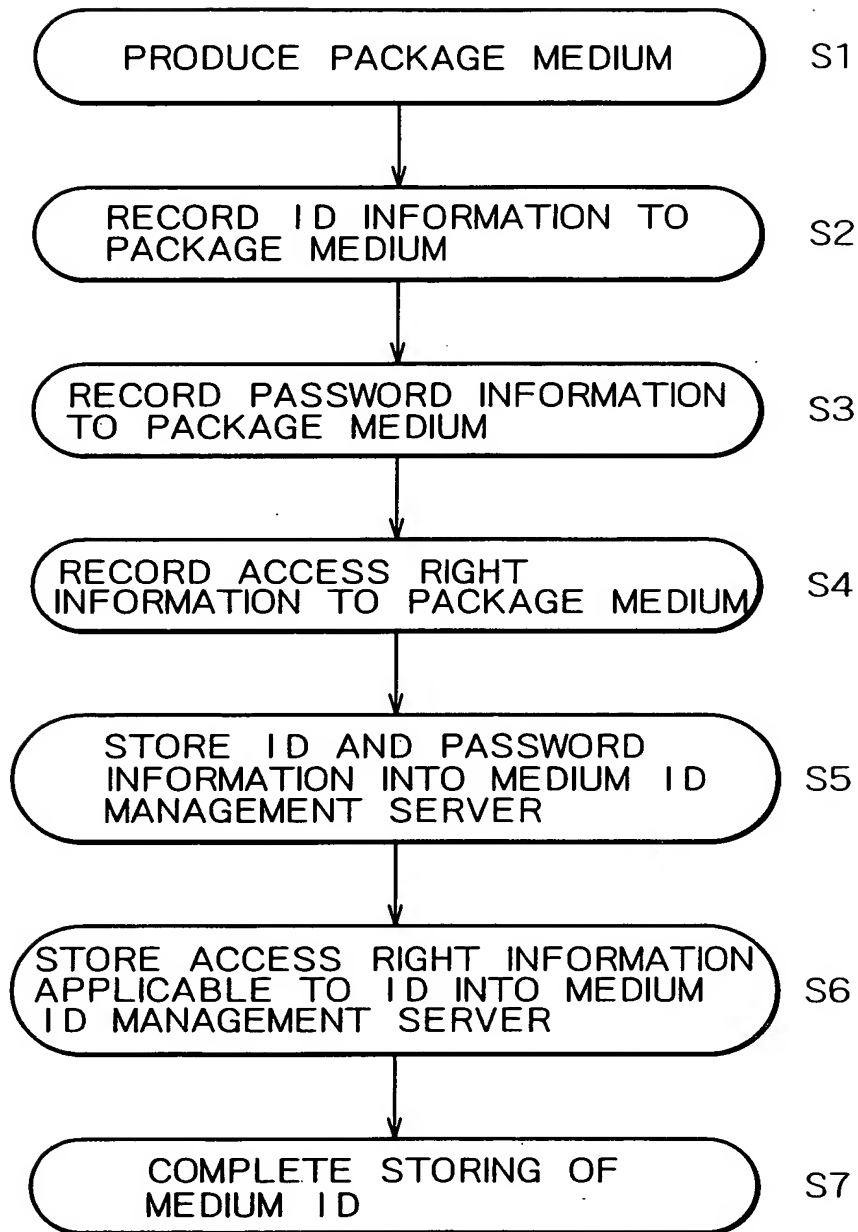 PRODUCE PACKAGE MEDIUM S1
RECORD ID INFORMATION TO
PACKAGE MEDIUM
S2
RECORD PASSWORD INFORMATION
TO PACKAGE MEDIUM
S3
RECORD ACCESS RIGHT
INFORMATION TO PACKAGE MEDIUM
S4
STORE ID AND PASSWORD
INFORMATION INTO MEDIUM ID
MANAGEMENT SERVER
S5
STORE ACCESS RIGHT INFORMATION
APPLICABLE TO ID INTO MEDIUM
ID MANAGEMENT SERVER
S6
COMPLETE STORING OF
MEDIUM ID
S7